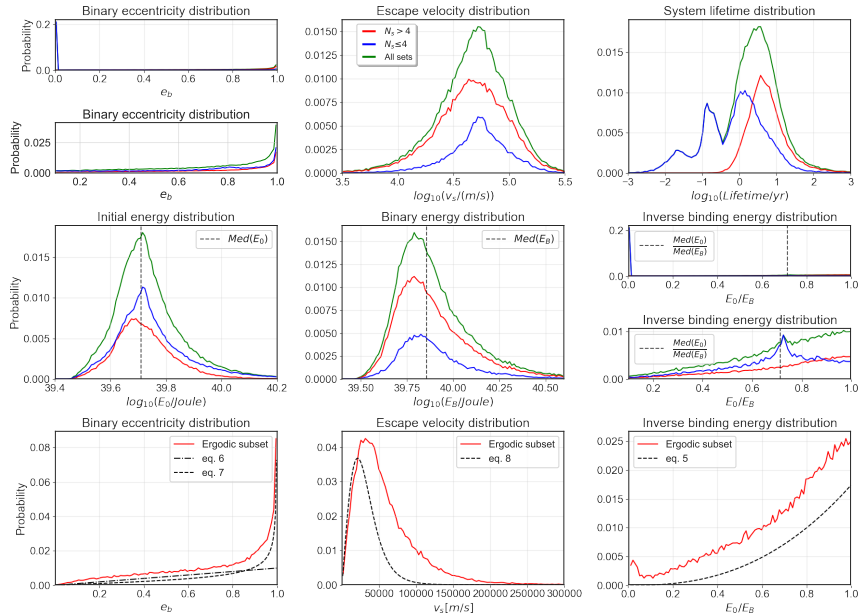 Binary eccentricity distribution
Probability
0.2
0.0
0.0 0.2 0.4 0.6 0.8 1.0
e_b
Binary eccentricity distribution
Probability
0.025
0.000
0.2 0.4 0.6 0.8 1.0
e_b
Escape velocity distribution
0.0150
0.0125
0.0100
0.0075
0.0050
0.0025
0.0000
3.5 4.0 4.5 5.0 5.5
log₁₀(v_s/(m/s))
N_s > 4
N_s ≤ 4
All sets
System lifetime distribution
0.015
0.010
0.005
0.000
−3 −2 −1 0 1 2 3
log₁₀(Lifetime/yr)
Initial energy distribution
Probability
0.015
0.010
0.005
0.000
39.4 39.6 39.8 40.0 40.2
log₁₀(E₀/Joule)
Med(E₀)
Binary energy distribution
0.0150
0.0125
0.0100
0.0075
0.0050
0.0025
0.0000
39.50 39.75 40.00 40.25 40.50
log₁₀(E_B/Joule)
Med(E_B)
Inverse binding energy distribution
0.2
0.0
0.0 0.2 0.4 0.6 0.8 1.0
E₀/E_B
Med(E₀)
Med(E_B)
Inverse binding energy distribution
0.01
0.00
0.2 0.4 0.6 0.8 1.0
E₀/E_B
Med(E₀)
Med(E_B)
Binary eccentricity distribution
Probability
0.08
0.06
0.04
0.02
0.00
0.0 0.2 0.4 0.6 0.8 1.0
e_b
Ergodic subset
eq. 6
eq. 7
Escape velocity distribution
0.04
0.03
0.02
0.01
0.00
50000 100000 150000 200000 250000 300000
v_s[m/s]
Ergodic subset
eq. 8
Inverse binding energy distribution
0.025
0.020
0.015
0.010
0.005
0.000
0.0 0.2 0.4 0.6 0.8 1.0
E₀/E_B
Ergodic subset
eq. 5